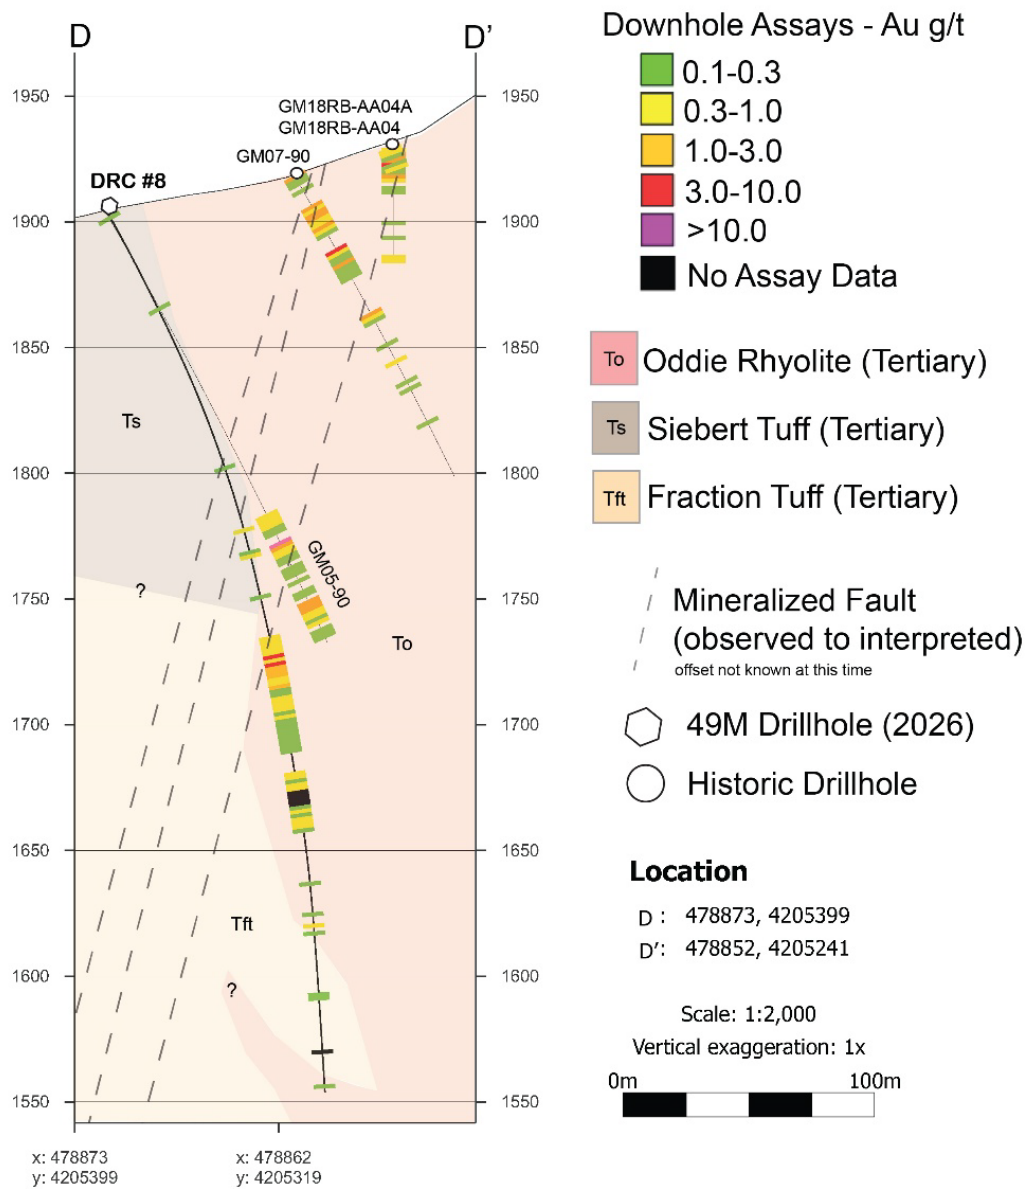 D
D'
1950
1950
GM18RB-AA04A
GM18RB-AA04
GM07-90
DRC #8
1900
1900
1850
1850
Ts
1800
1800
GM05-90
?
1750
1750
To
1700
1700
1650
1650
Tft
?
1600
1600
1550
1550
x: 478873
y: 4205399
x: 478862
y: 4205319
Downhole Assays - Au g/t
0.1-0.3
0.3-1.0
1.0-3.0
3.0-10.0
>10.0
No Assay Data
To Oddie Rhyolite (Tertiary)
Ts Siebert Tuff (Tertiary)
Tft Fraction Tuff (Tertiary)
Mineralized Fault
(observed to interpreted)
offset not known at this time
49M Drillhole (2026)
Historic Drillhole
Location
D : 478873, 4205399
D': 478852, 4205241
Scale: 1:2,000
Vertical exaggeration: 1x
0m 100m